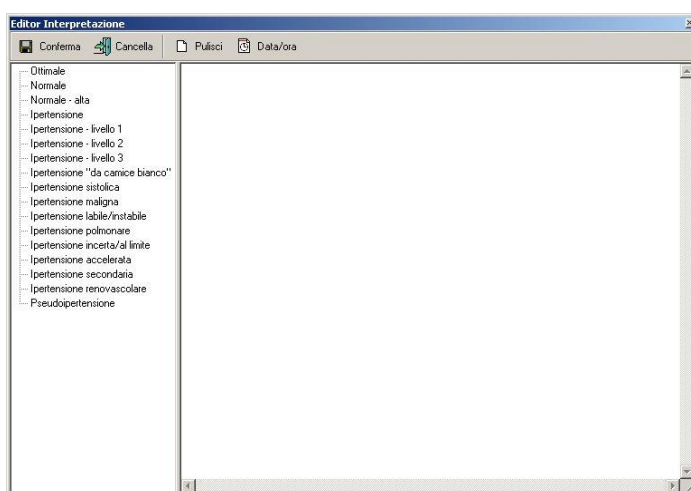 Editor Interpretazione
Conferma Cancella Pulisci Data/ora
Ottimale
Normale
Normale - alta
Ipertensione
Ipertensione - livello 1
Ipertensione - livello 2
Ipertensione - livello 3
Ipertensione "da camice bianco"
Ipertensione sistolica
Ipertensione maligna
Ipertensione labile/instabile
Ipertensione polmonare
Ipertensione incerta/al limite
Ipertensione accelerata
Ipertensione secondaria
Ipertensione renovascolare
Pseudoipertensione